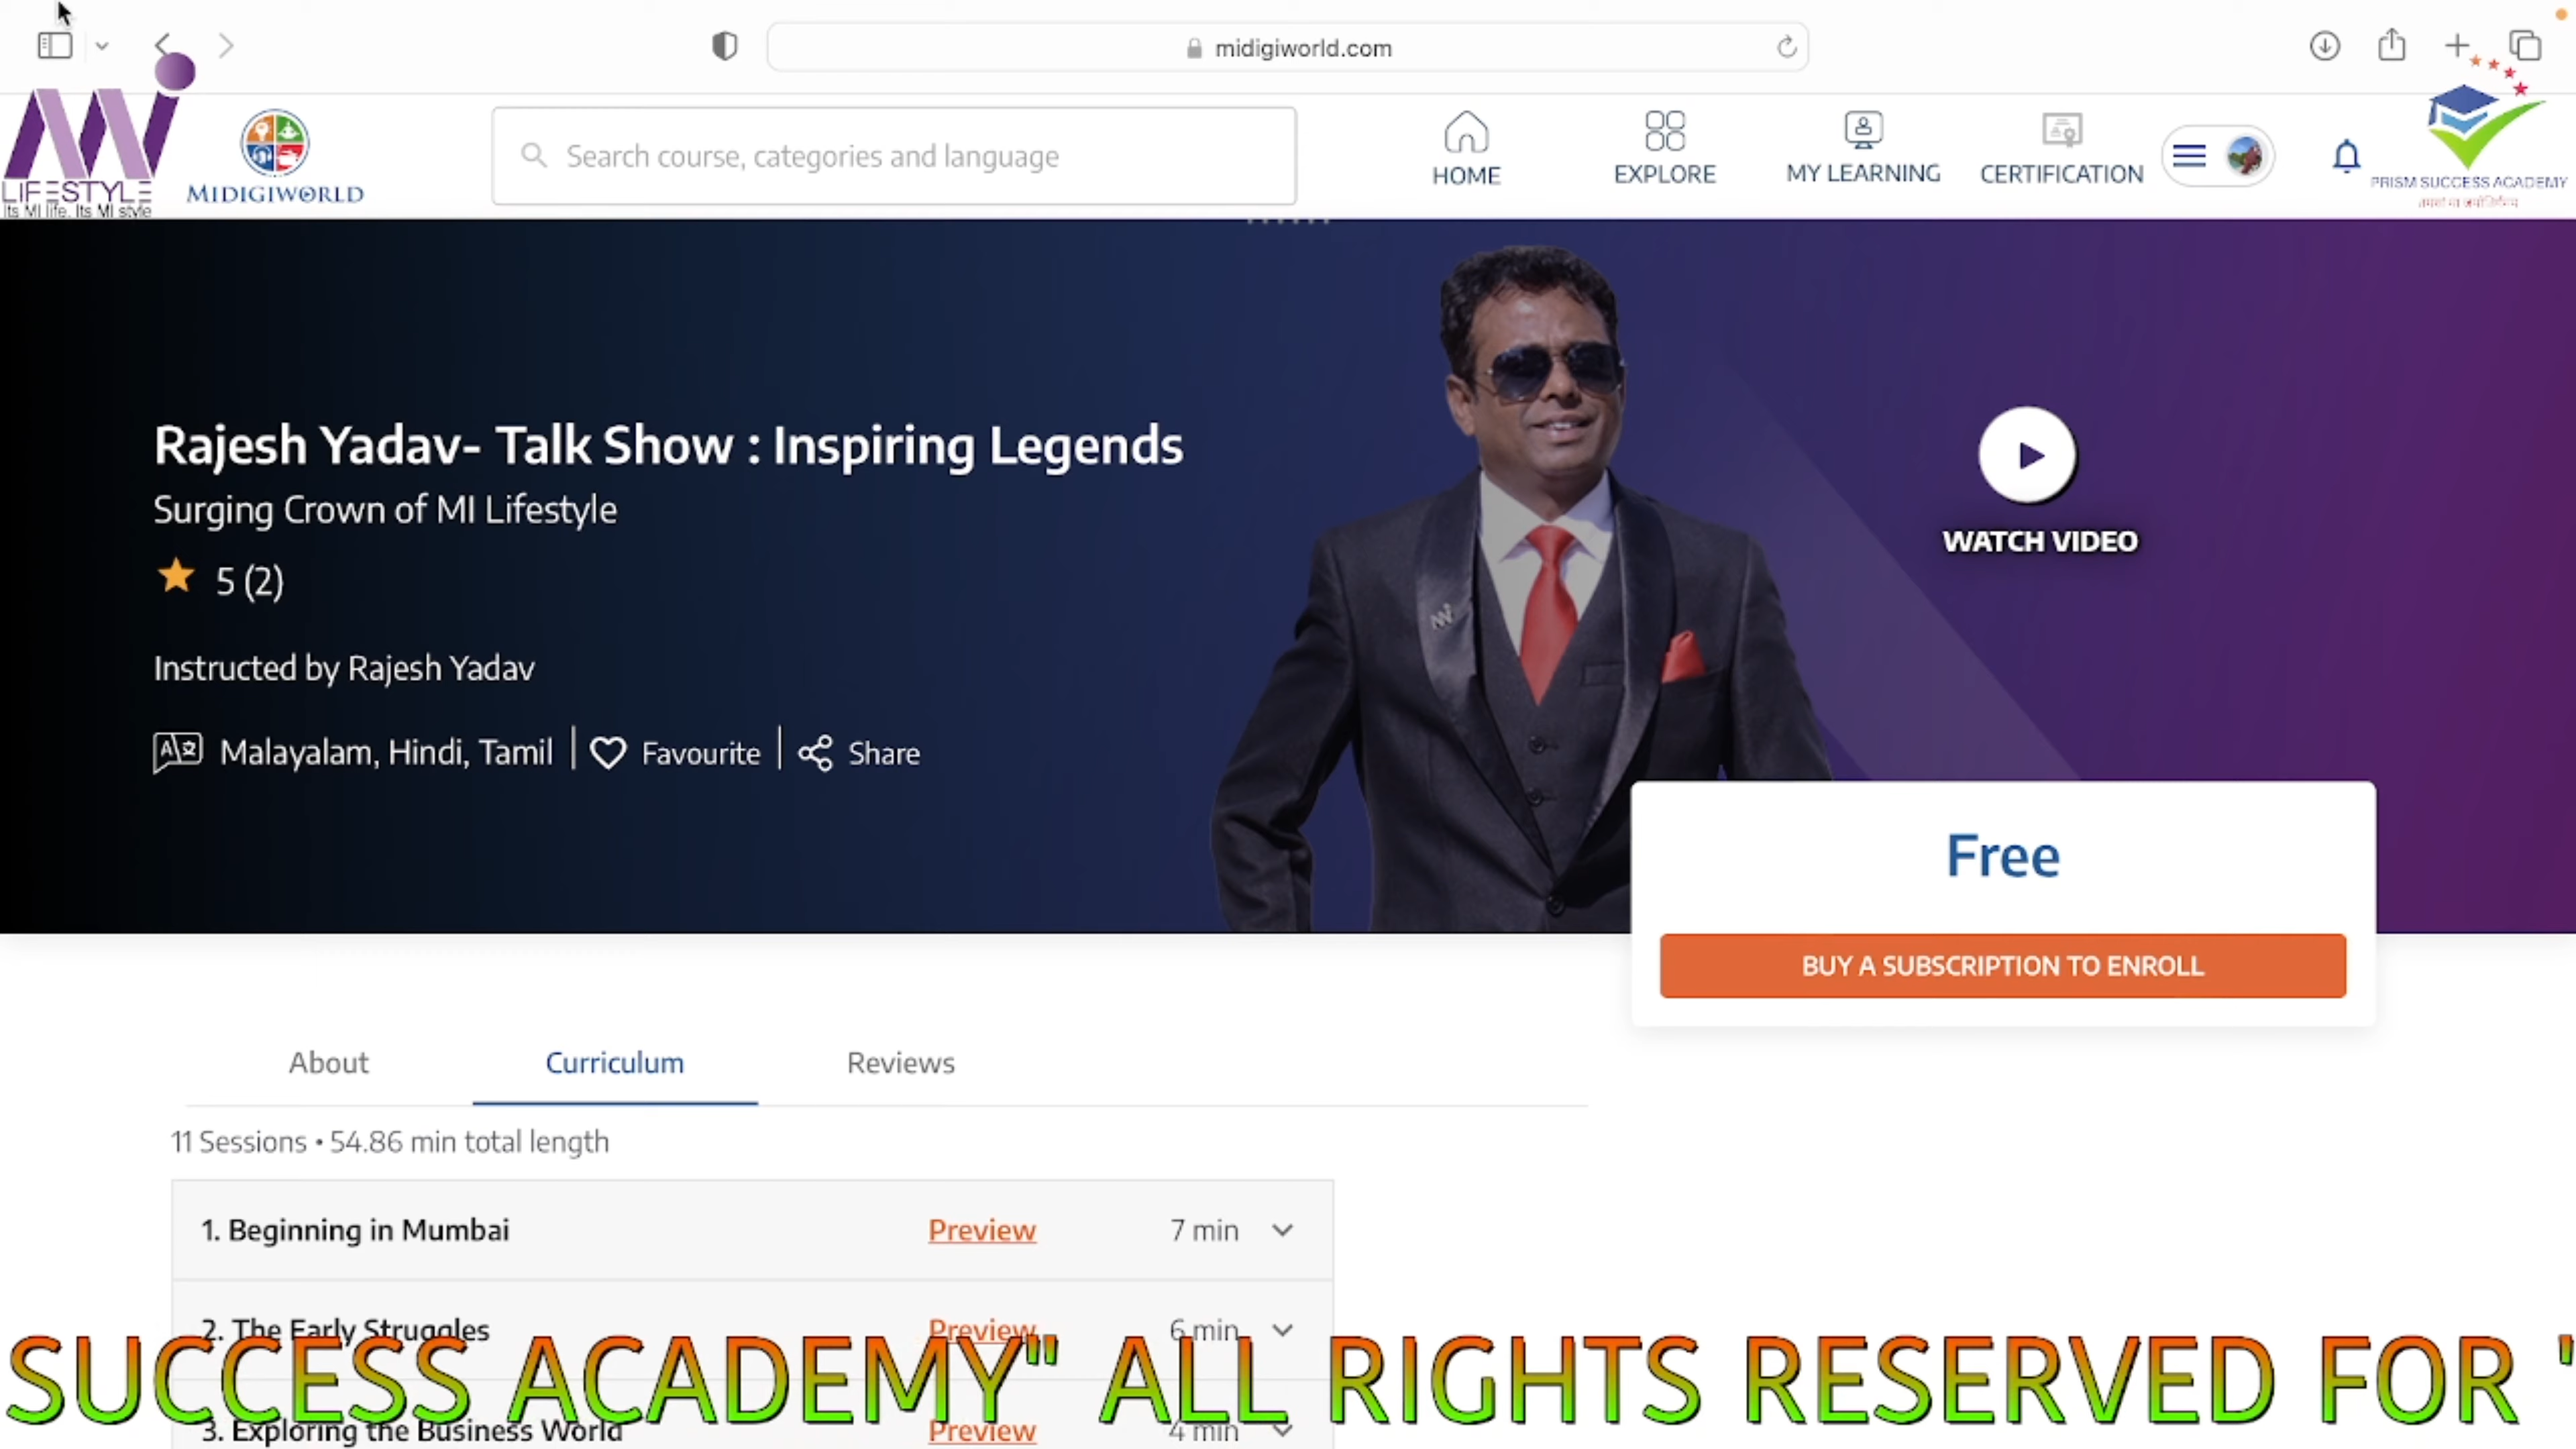 midigiworld.com
LIFESTYLE
Its MI life. Its MI style
MIDIGIWORLD
Search course, categories and language
HOME
EXPLORE
MY LEARNING
CERTIFICATION
PRISM SUCCESS ACADEMY
Rajesh Yadav- Talk Show : Inspiring Legends
Surging Crown of MI Lifestyle
5 (2)
Instructed by Rajesh Yadav
Malayalam, Hindi, Tamil
Favourite
Share
WATCH VIDEO
Free
BUY A SUBSCRIPTION TO ENROLL
About
Curriculum
Reviews
11 Sessions • 54.86 min total length
1. Beginning in Mumbai Preview 7 min
2. The Early Struggles Preview 6 min
SUCCESS ACADEMY" ALL RIGHTS RESERVED FOR "
3. Exploring the Business World Preview 4 min